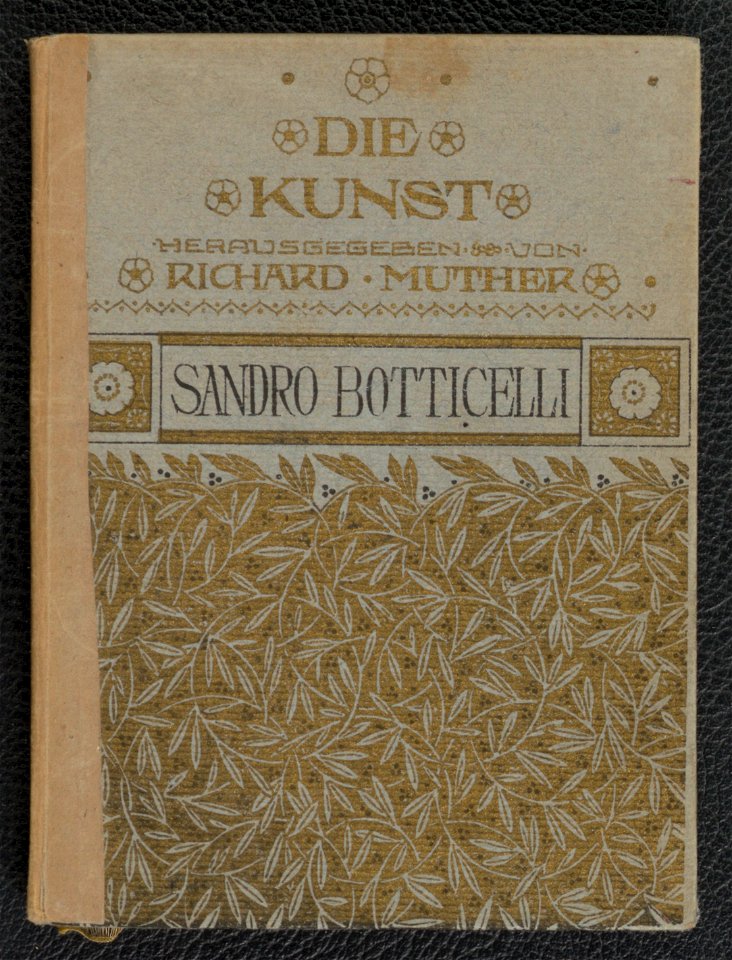 DIE
KUNST
·HERAUSGEGEBEN·VON·
RICHARD·MUTHER
SANDRO BOTTICELLI